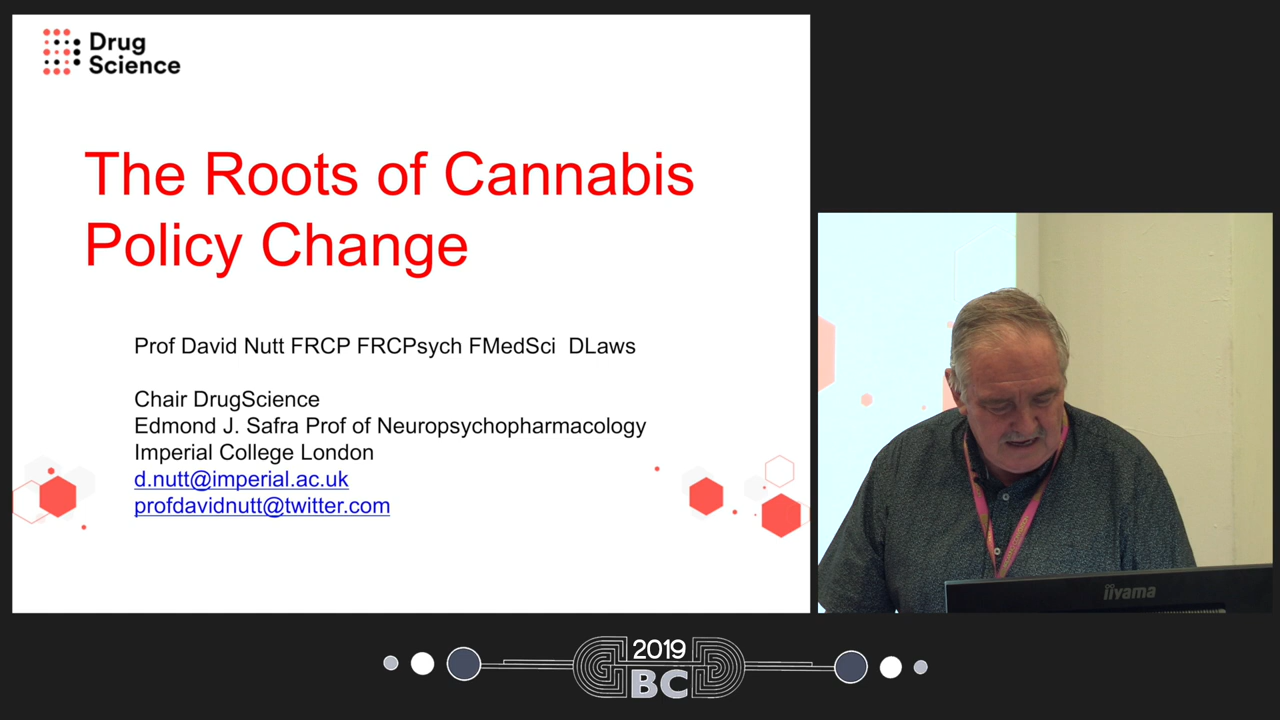 Drug
Science
The Roots of Cannabis
Policy Change
Prof David Nutt FRCP FRCPsych FMedSci DLaws
Chair DrugScience
Edmond J. Safra Prof of Neuropsychopharmacology
Imperial College London
d.nutt@imperial.ac.uk
profdavidnutt@twitter.com
iiyama
2019
BC